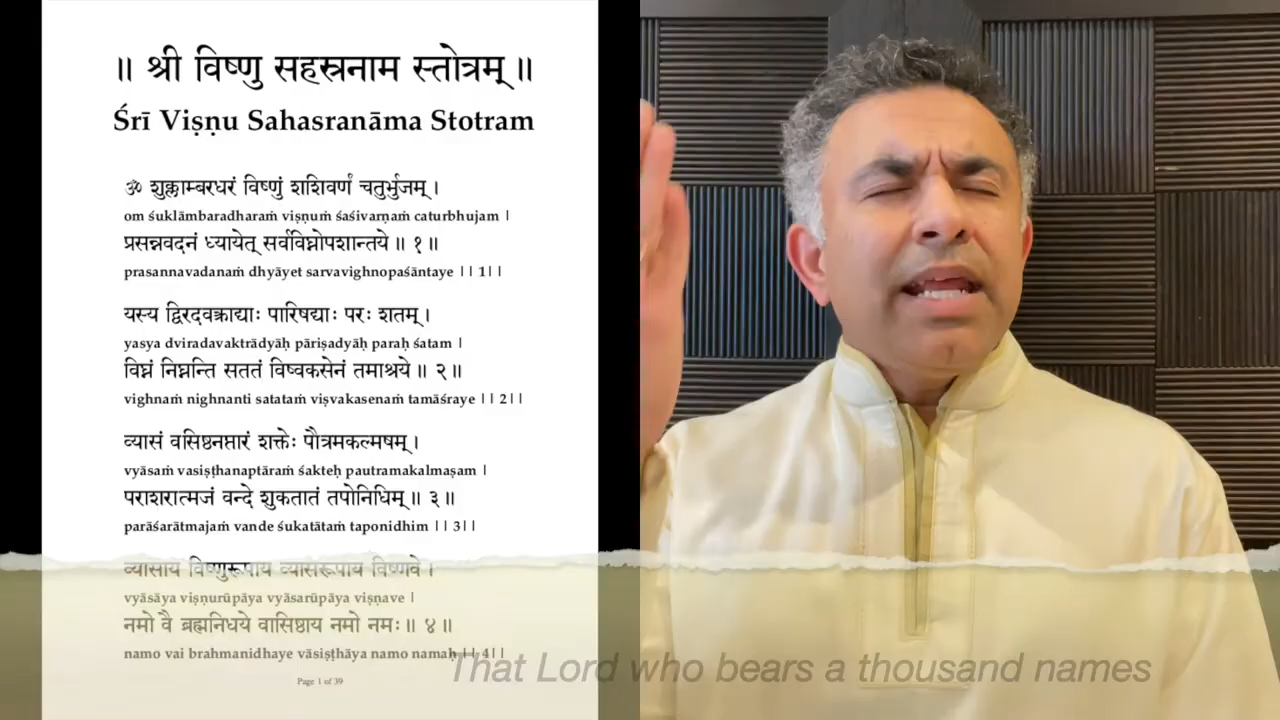 ॥ श्री विष्णु सहस्रनाम स्तोत्रम् ॥
Śrī Viṣṇu Sahasranāma Stotram
ॐ शुक्लाम्बरधरं विष्णुं शशिवर्णं चतुर्भुजम् ।
om śuklāmbaradharaṁ viṣṇuṁ śaśivarṇaṁ caturbhujam |
प्रसन्नवदनं ध्यायेत् सर्वविघ्नोपशान्तये ॥ १॥
prasannavadanaṁ dhyāyet sarvavighnopaśāntaye || 1||
यस्य द्विरदवक्त्राद्याः पारिषद्याः परः शतम् ।
yasya dviradavaktrādyāḥ pāriṣadyāḥ paraḥ śatam |
विघ्नं निघ्नन्ति सततं विष्वकसेनं तमाश्रये ॥ २॥
vighnaṁ nighnanti satataṁ viṣvakasenaṁ tamāśraye || 2||
व्यासं वसिष्ठनप्तारं शक्तेः पौत्रमकल्मषम् ।
vyāsaṁ vasiṣṭhanaptāraṁ śakteḥ pautramakalmaṣam |
पराशरात्मजं वन्दे शुकतातं तपोनिधिम् ॥ ३॥
parāśarātmajaṁ vande śukatātaṁ taponidhim || 3||
व्यासाय विष्णुरूपाय व्यासरूपाय विष्णवे ।
vyāsāya viṣṇurūpāya vyāsarūpāya viṣṇave |
नमो वै ब्रह्मनिधये वासिष्ठाय नमो नमः॥ ४॥
namo vai brahmanidhaye vāsiṣṭhāya namo namaḥ || 4||
That Lord who bears a thousand names
Page 1 of 39